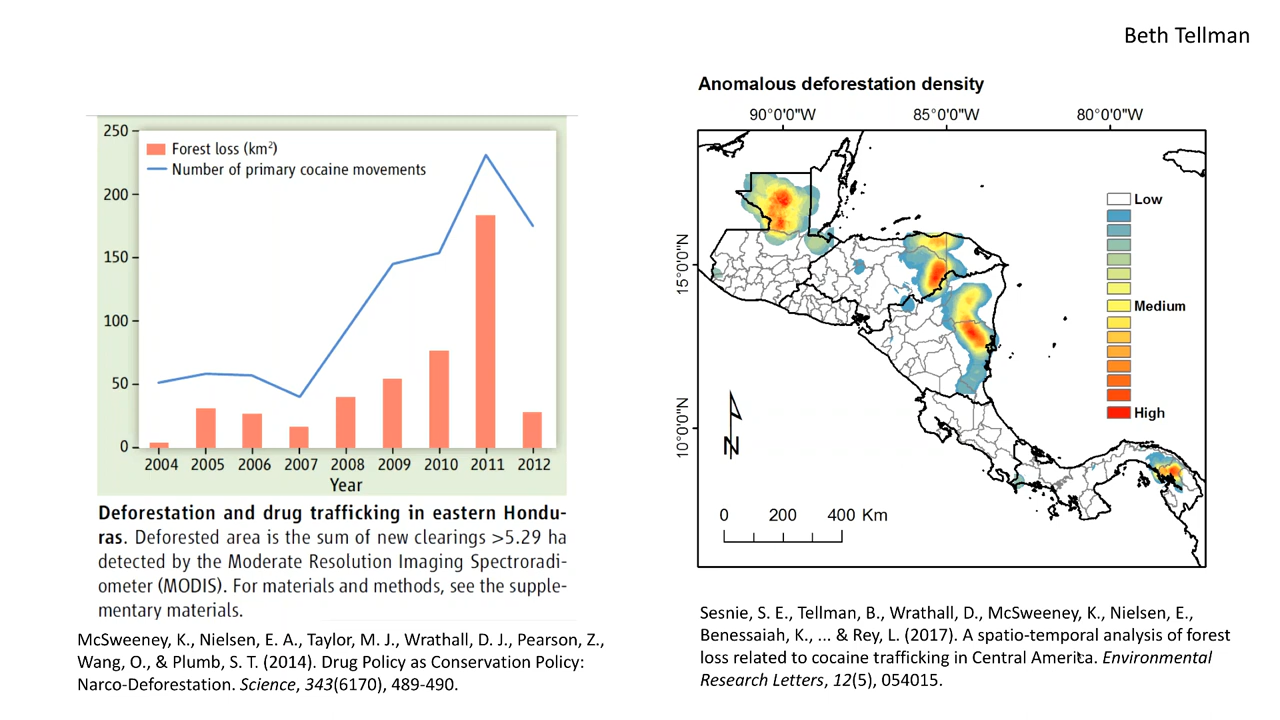 Beth Tellman
250
200
150
100
50
0
Forest loss (km²)
Number of primary cocaine movements
2004 2005 2006 2007 2008 2009 2010 2011 2012
Year
Deforestation and drug trafficking in eastern Hondu-
ras. Deforested area is the sum of new clearings >5.29 ha
detected by the Moderate Resolution Imaging Spectroradi-
ometer (MODIS). For materials and methods, see the supple-
mentary materials.
McSweeney, K., Nielsen, E. A., Taylor, M. J., Wrathall, D. J., Pearson, Z.,
Wang, O., & Plumb, S. T. (2014). Drug Policy as Conservation Policy:
Narco-Deforestation. Science, 343(6170), 489-490.
Anomalous deforestation density
90°0'0"W 85°0'0"W 80°0'0"W
15°0'0"N
10°0'0"N
Low
Medium
High
N
0 200 400 Km
Sesnie, S. E., Tellman, B., Wrathall, D., McSweeney, K., Nielsen, E.,
Benessaiah, K., ... & Rey, L. (2017). A spatio-temporal analysis of forest
loss related to cocaine trafficking in Central America. Environmental
Research Letters, 12(5), 054015.